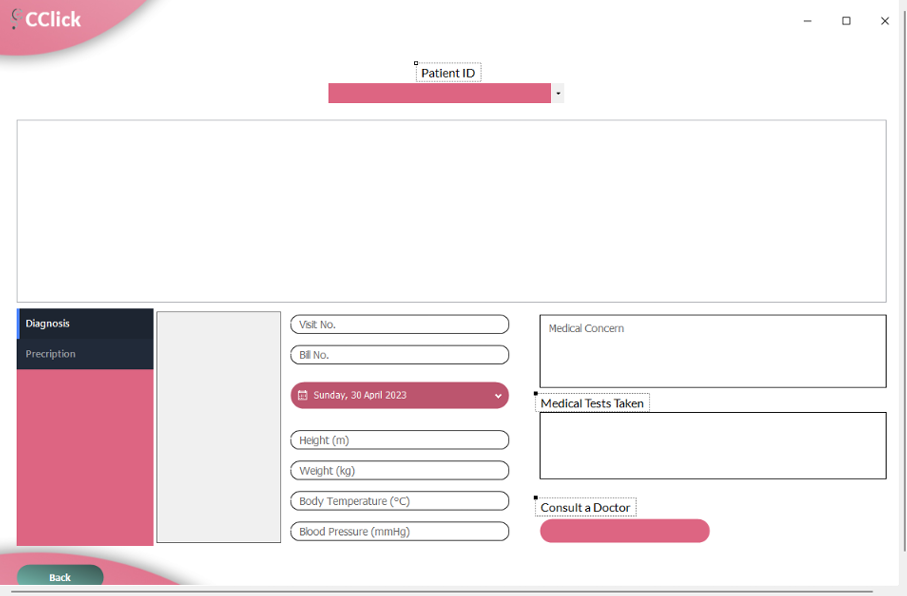 CClick
Patient ID
Diagnosis
Precription
Visit No.
Bill No.
Sunday, 30 April 2023
Height (m)
Weight (kg)
Body Temperature (°C)
Blood Pressure (mmHg)
Medical Concern
Medical Tests Taken
Consult a Doctor
Back